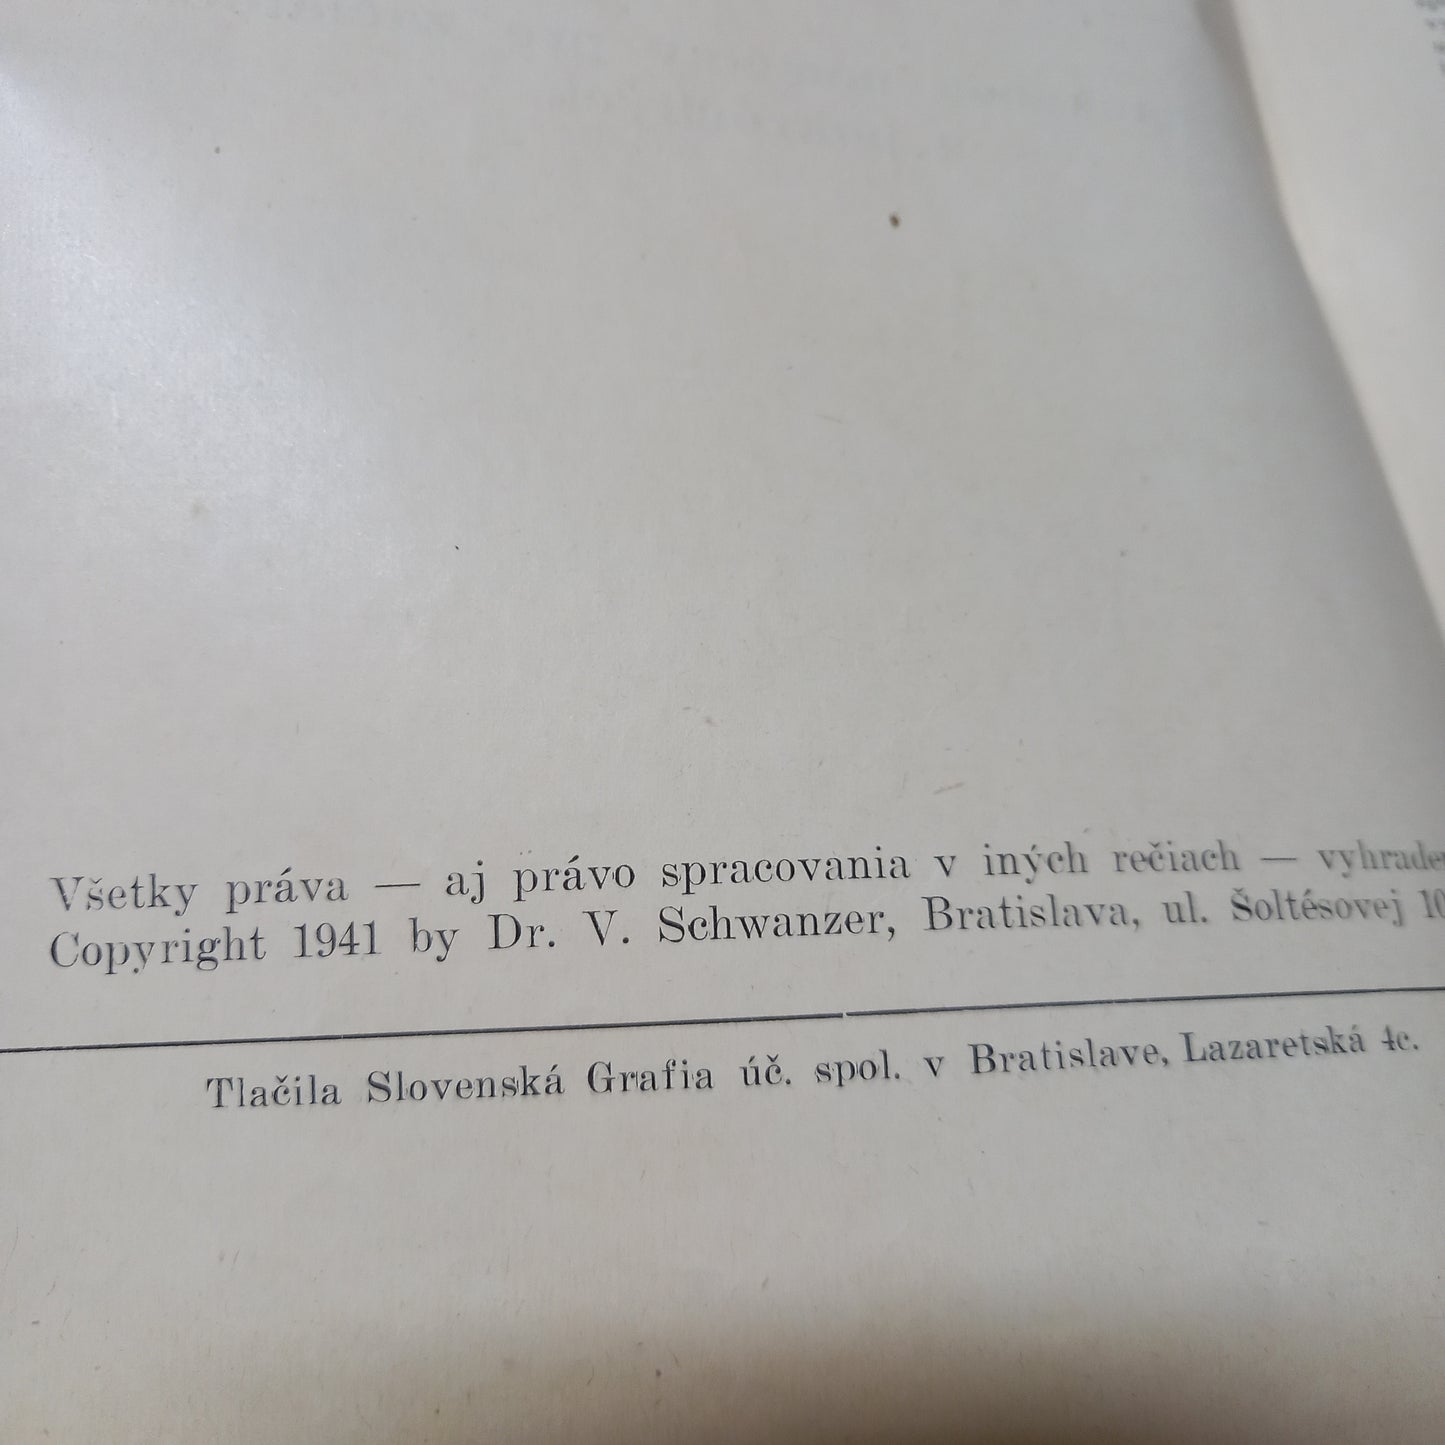 Všetky práva — aj právo spracovania v iných rečiach —
Copyright 1941 by Dr. V. Schwanzer, Bratislava, ul. Šoltésovej 10
Tlačila Slovenská Grafia úč. spol. v Bratislave, Lazaretská 4c.